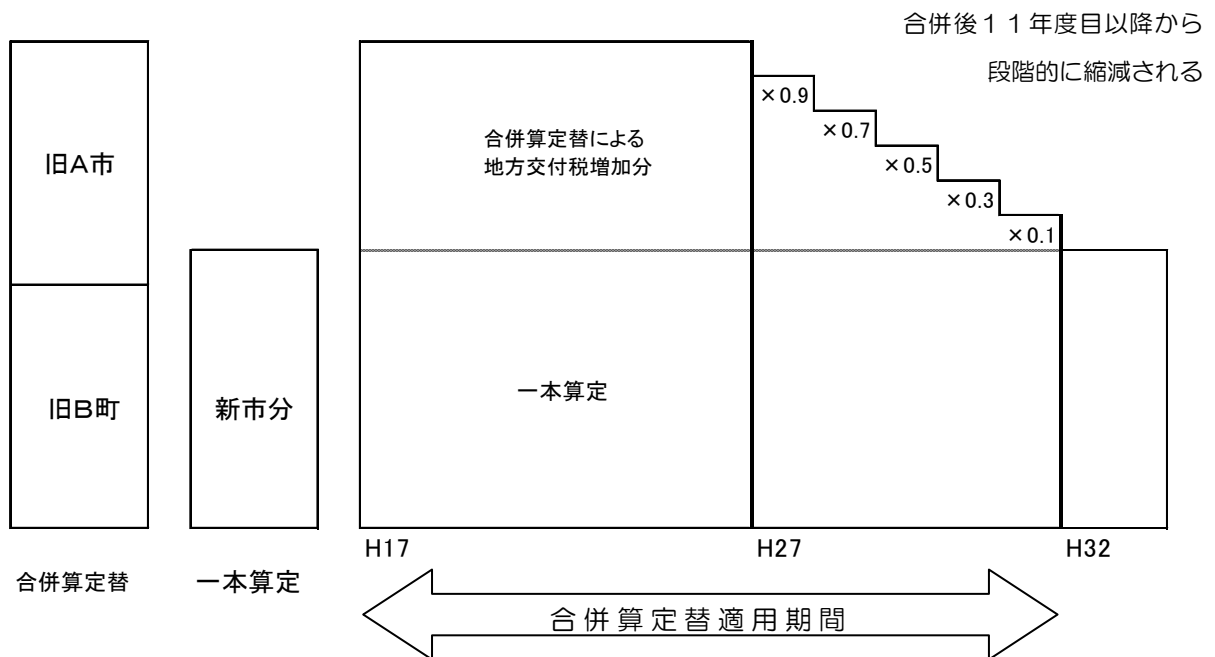 合併後１１年度目以降から
段階的に縮減される
旧A市
旧B町
合併算定替
新市分
一本算定
合併算定替による
地方交付税増加分
一本算定
×0.9
×0.7
×0.5
×0.3
×0.1
H17
H27
H32
合併算定替適用期間